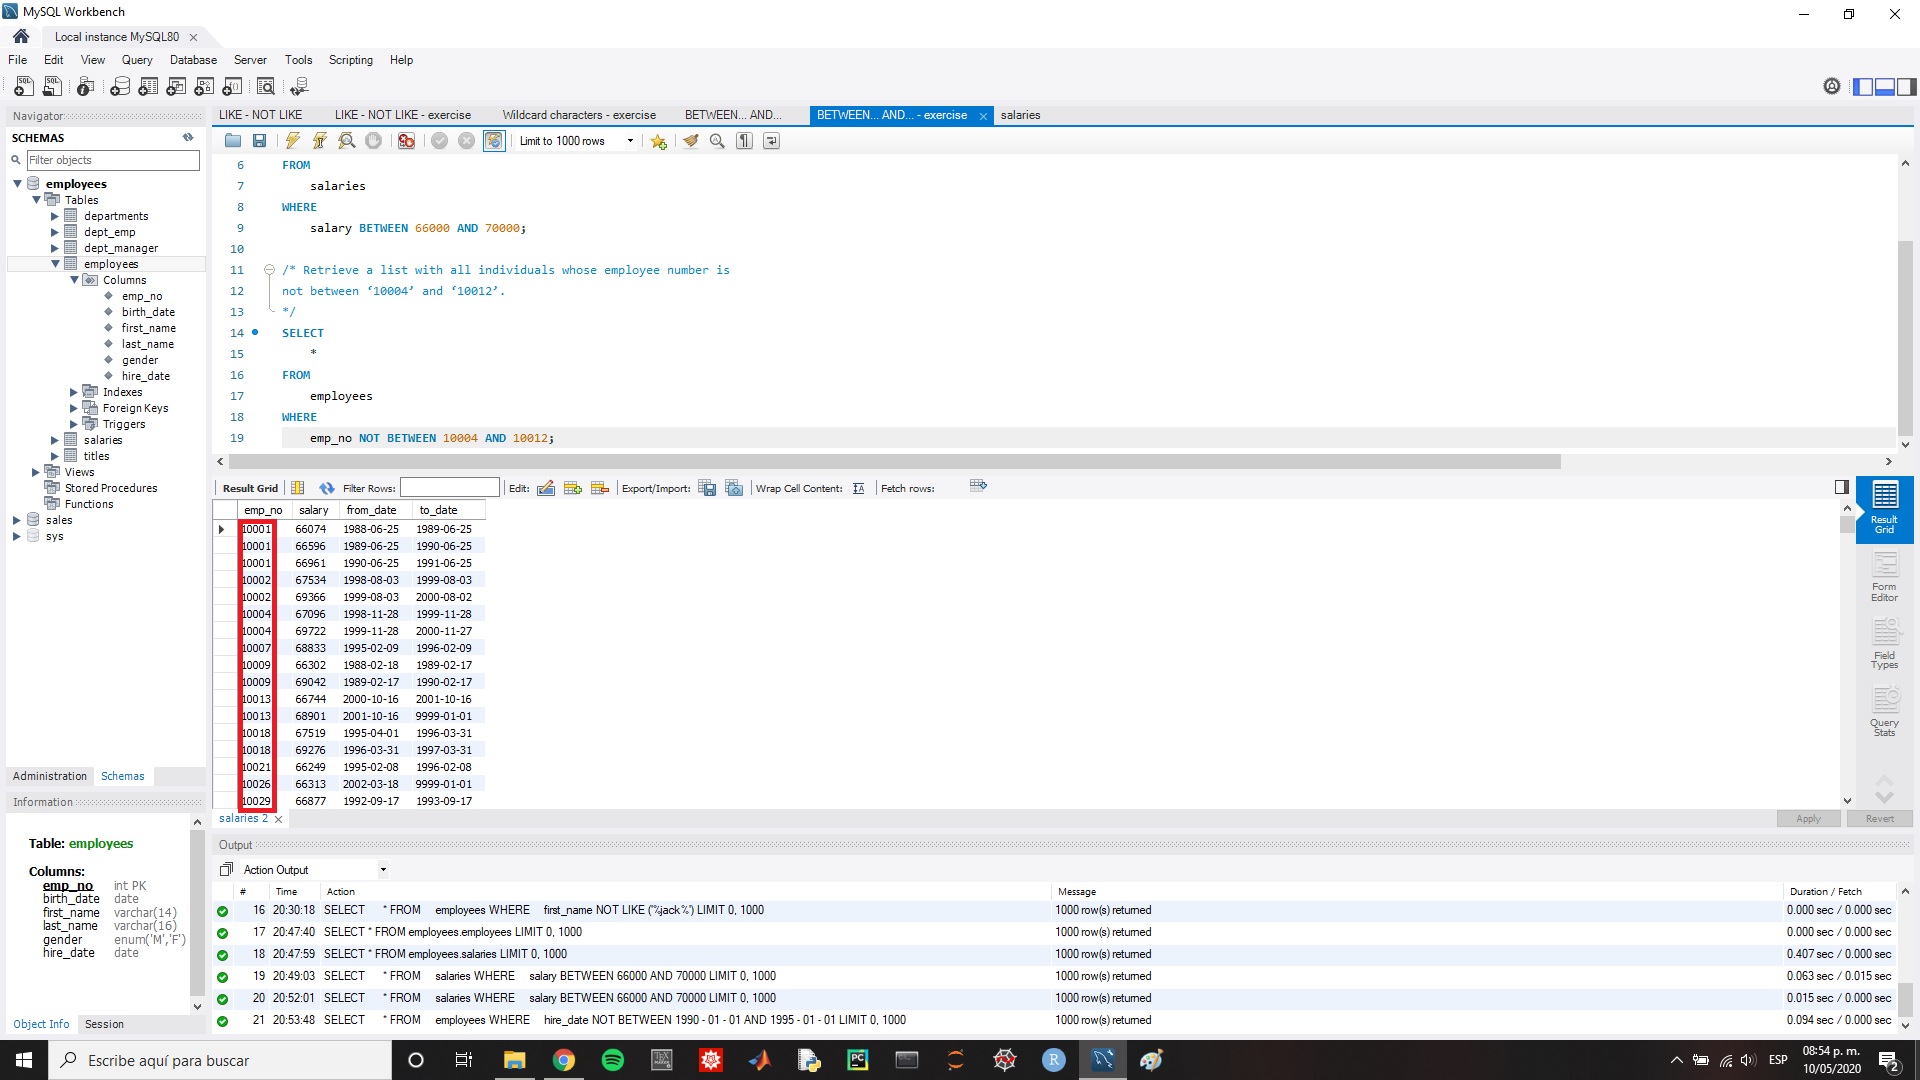 MySQL Workbench
Local instance MySQL80
File Edit View Query Database Server Tools Scripting Help
Navigator
SCHEMAS
Filter objects
employees
Tables
departments
dept_emp
dept_manager
employees
Columns
emp_no
birth_date
first_name
last_name
gender
hire_date
Indexes
Foreign Keys
Triggers
salaries
titles
Views
Stored Procedures
Functions
sales
sys
Administration Schemas
Information
Table: employees
Columns:
emp_no int PK
birth_date date
first_name varchar(14)
last_name varchar(16)
gender enum('M','F')
hire_date date
Object Info Session
LIKE - NOT LIKE LIKE - NOT LIKE - exercise Wildcard characters - exercise BETWEEN... AND... BETWEEN... AND... - exercise salaries
Limit to 1000 rows
6 FROM
7 salaries
8 WHERE
9 salary BETWEEN 66000 AND 70000;
10
11 /* Retrieve a list with all individuals whose employee number is
12 not between ‘10004’ and ‘10012’.
13 */
14 SELECT
15 *
16 FROM
17 employees
18 WHERE
19 emp_no NOT BETWEEN 10004 AND 10012;
Result Grid Filter Rows: Edit: Export/Import: Wrap Cell Content: Fetch rows:
emp_no salary from_date to_date
10001 66074 1988-06-25 1989-06-25
10001 66596 1989-06-25 1990-06-25
10001 66961 1990-06-25 1991-06-25
10002 67534 1998-08-03 1999-08-03
10002 69366 1999-08-03 2000-08-02
10004 67096 1998-11-28 1999-11-28
10004 69722 1999-11-28 2000-11-27
10007 68833 1995-02-09 1996-02-09
10009 66302 1988-02-18 1989-02-17
10009 69042 1989-02-17 1990-02-17
10013 66744 2000-10-16 2001-10-16
10013 68901 2001-10-16 9999-01-01
10018 67519 1995-04-01 1996-03-31
10018 69276 1996-03-31 1997-03-31
10021 66249 1995-02-08 1996-02-08
10026 66313 2002-03-18 9999-01-01
10029 66877 1992-09-17 1993-09-17
Result
Grid
Form
Editor
Field
Types
Query
Stats
salaries 2
Apply Revert
Output
Action Output
# Time Action Message Duration / Fetch
16 20:30:18 SELECT * FROM employees WHERE first_name NOT LIKE ('%jack%') LIMIT 0, 1000 1000 row(s) returned 0.000 sec / 0.000 sec
17 20:47:40 SELECT * FROM employees.employees LIMIT 0, 1000 1000 row(s) returned 0.000 sec / 0.000 sec
18 20:47:59 SELECT * FROM employees.salaries LIMIT 0, 1000 1000 row(s) returned 0.407 sec / 0.000 sec
19 20:49:03 SELECT * FROM salaries WHERE salary BETWEEN 66000 AND 70000 LIMIT 0, 1000 1000 row(s) returned 0.063 sec / 0.015 sec
20 20:52:01 SELECT * FROM salaries WHERE salary BETWEEN 66000 AND 70000 LIMIT 0, 1000 1000 row(s) returned 0.015 sec / 0.000 sec
21 20:53:48 SELECT * FROM employees WHERE hire_date NOT BETWEEN 1990 - 01 - 01 AND 1995 - 01 - 01 LIMIT 0, 1000 1000 row(s) returned 0.094 sec / 0.000 sec
Escribe aquí para buscar
ESP
08:54 p. m.
10/05/2020
2